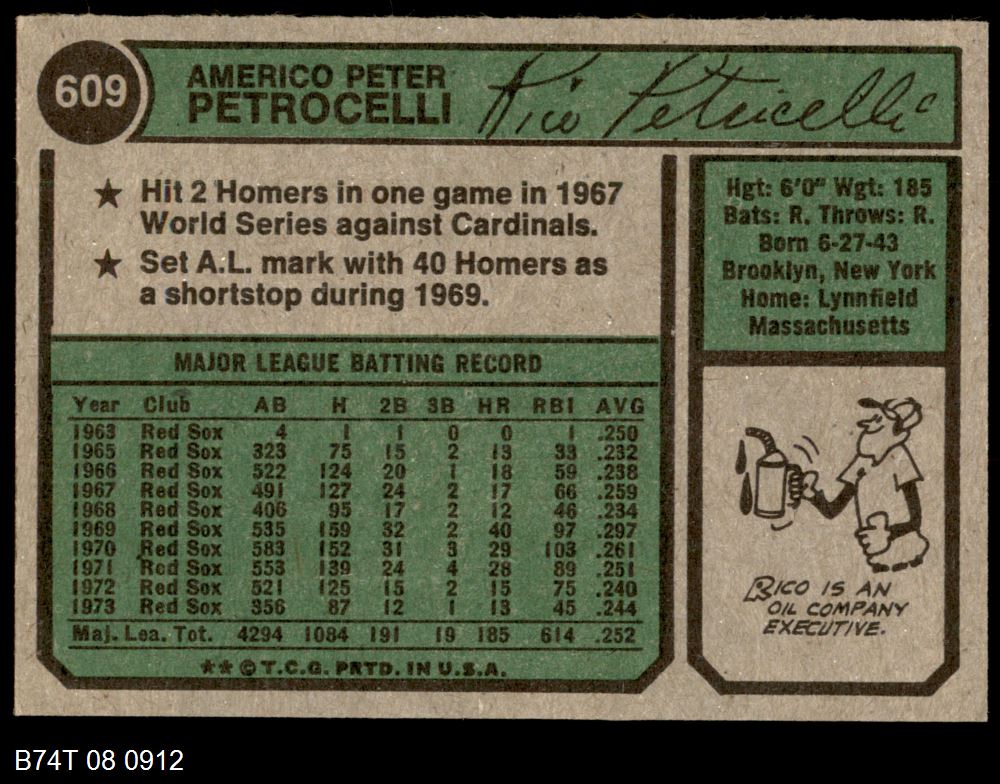 609
AMERICO PETER
PETROCELLI
Rico Petrocelli
★ Hit 2 Homers in one game in 1967
World Series against Cardinals.
★ Set A.L. mark with 40 Homers as
a shortstop during 1969.
Hgt: 6'0" Wgt: 185
Bats: R. Throws: R.
Born 6-27-43
Brooklyn, New York
Home: Lynnfield
Massachusetts
MAJOR LEAGUE BATTING RECORD
Year Club AB H 2B 3B HR RBI AVG
1963 Red Sox 4 1 1 0 0 1 .250
1965 Red Sox 323 75 15 2 13 33 .232
1966 Red Sox 522 124 20 1 18 59 .238
1967 Red Sox 491 127 24 2 17 66 .259
1968 Red Sox 406 95 17 2 12 46 .234
1969 Red Sox 535 159 32 2 40 97 .297
1970 Red Sox 583 152 31 3 29 103 .261
1971 Red Sox 553 139 24 4 28 89 .251
1972 Red Sox 521 125 15 2 15 75 .240
1973 Red Sox 356 87 12 1 13 45 .244
Maj. Lea. Tot. 4294 1084 191 19 185 614 .252
★★ © T.C.G. PRTD. IN U.S.A.
RICO IS AN
OIL COMPANY
EXECUTIVE.
B74T 08 0912